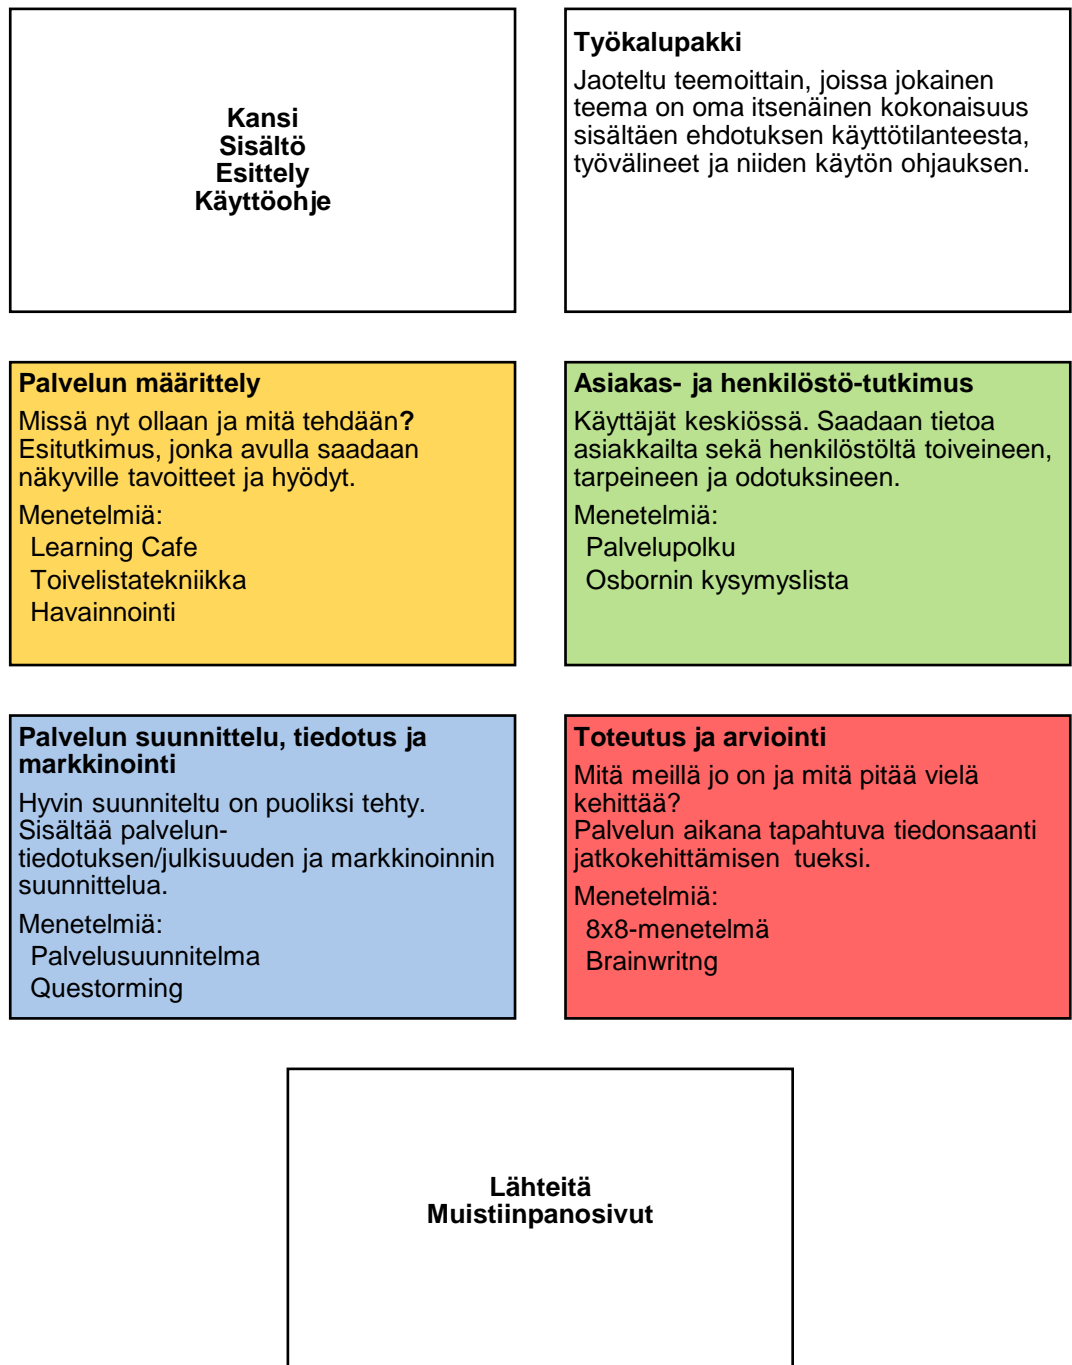 Kansi
Sisältö
Esittely
Käyttöohje
Työkalupakki
Jaoteltu teemoittain, joissa jokainen
teema on oma itsenäinen kokonaisuus
sisältäen ehdotuksen käyttötilanteesta,
työvälineet ja niiden käytön ohjauksen.
Palvelun määrittely
Missä nyt ollaan ja mitä tehdään?
Esitutkimus, jonka avulla saadaan
näkyville tavoitteet ja hyödyt.
Menetelmiä:
Learning Cafe
Toivelistatekniikka
Havainnointi
Asiakas- ja henkilöstö-tutkimus
Käyttäjät keskiössä. Saadaan tietoa
asiakkailta sekä henkilöstöltä toiveineen,
tarpeineen ja odotuksineen.
Menetelmiä:
Palvelupolku
Osbornin kysymyslista
Palvelun suunnittelu, tiedotus ja
markkinointi
Hyvin suunniteltu on puoliksi tehty.
Sisältää palvelun-
tiedotuksen/julkisuuden ja markkinoinnin
suunnittelua.
Menetelmiä:
Palvelusuunnitelma
Questorming
Toteutus ja arviointi
Mitä meillä jo on ja mitä pitää vielä
kehittää?
Palvelun aikana tapahtuva tiedonsaanti
jatkokehittämisen tueksi.
Menetelmiä:
8x8-menetelmä
Brainwritng
Lähteitä
Muistiinpanosivut